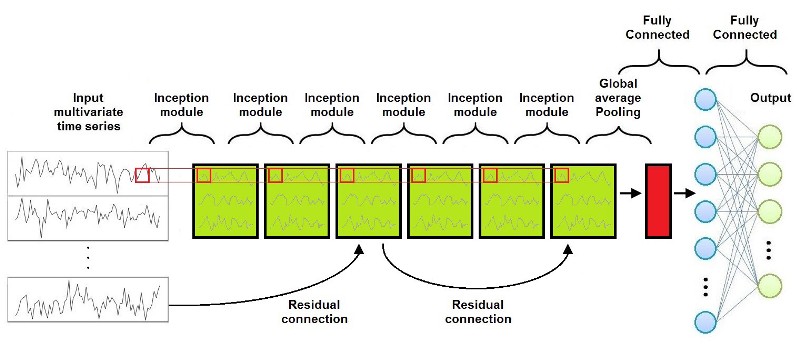 Fully
Connected
Fully
Connected
Input
multivariate
time series
Inception
module
Inception
module
Inception
module
Inception
module
Inception
module
Inception
module
Global
average
Pooling
Output
Residual
connection
Residual
connection